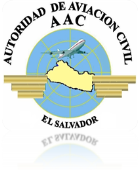 AUTORIDAD DE AVIACION CIVIL
AAC
EL SALVADOR